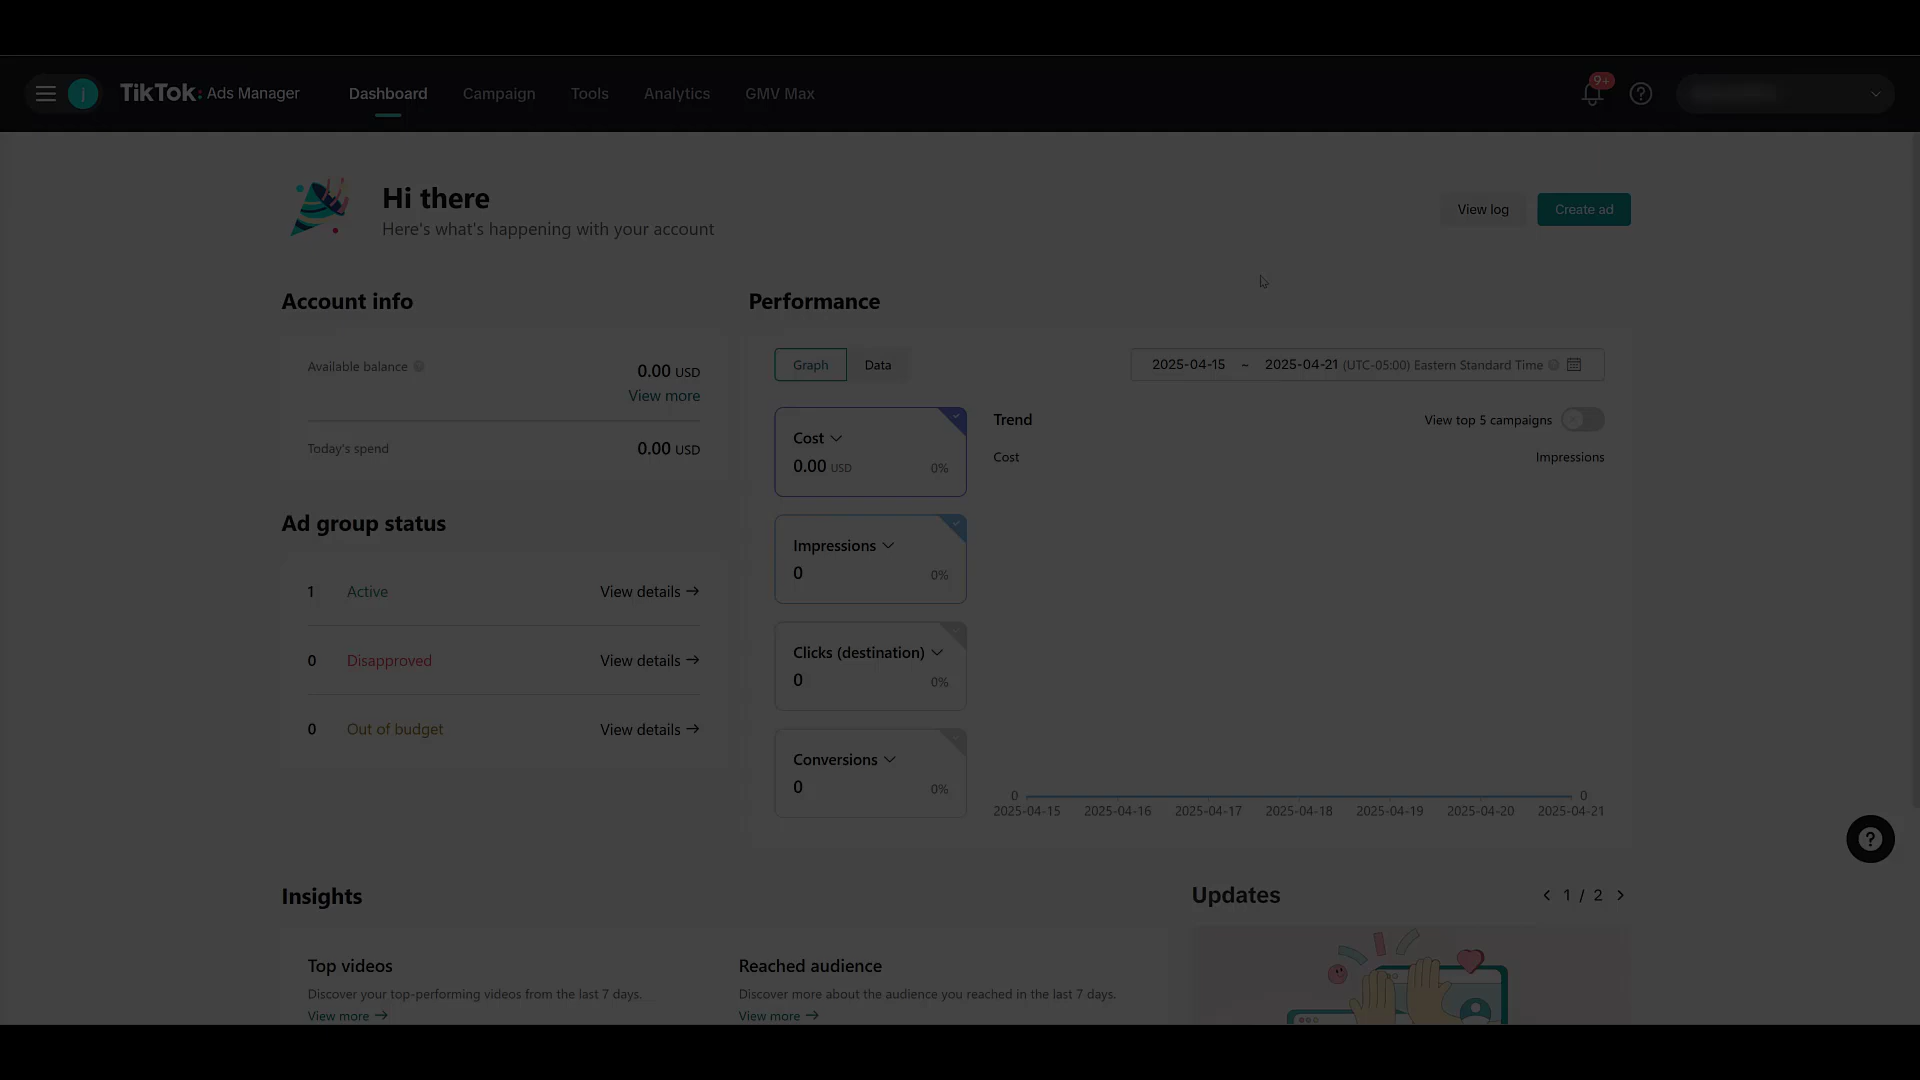 j
TikTok: Ads Manager
Dashboard
Campaign
Tools
Analytics
GMV Max
9+
Hi there
Here's what's happening with your account
View log
Create ad
Account info
Available balance
0.00 USD
View more
Today's spend
0.00 USD
Ad group status
1 Active View details →
0 Disapproved View details →
0 Out of budget View details →
Performance
Graph
Data
2025-04-15 ~ 2025-04-21 (UTC-05:00) Eastern Standard Time
Cost
0.00 USD 0%
Impressions
0 0%
Clicks (destination)
0 0%
Conversions
0 0%
Trend
View top 5 campaigns
Cost
Impressions
0
0
2025-04-15 2025-04-16 2025-04-17 2025-04-18 2025-04-19 2025-04-20 2025-04-21
Insights
Top videos
Discover your top-performing videos from the last 7 days.
View more →
Reached audience
Discover more about the audience you reached in the last 7 days.
View more →
Updates
< 1 / 2 >